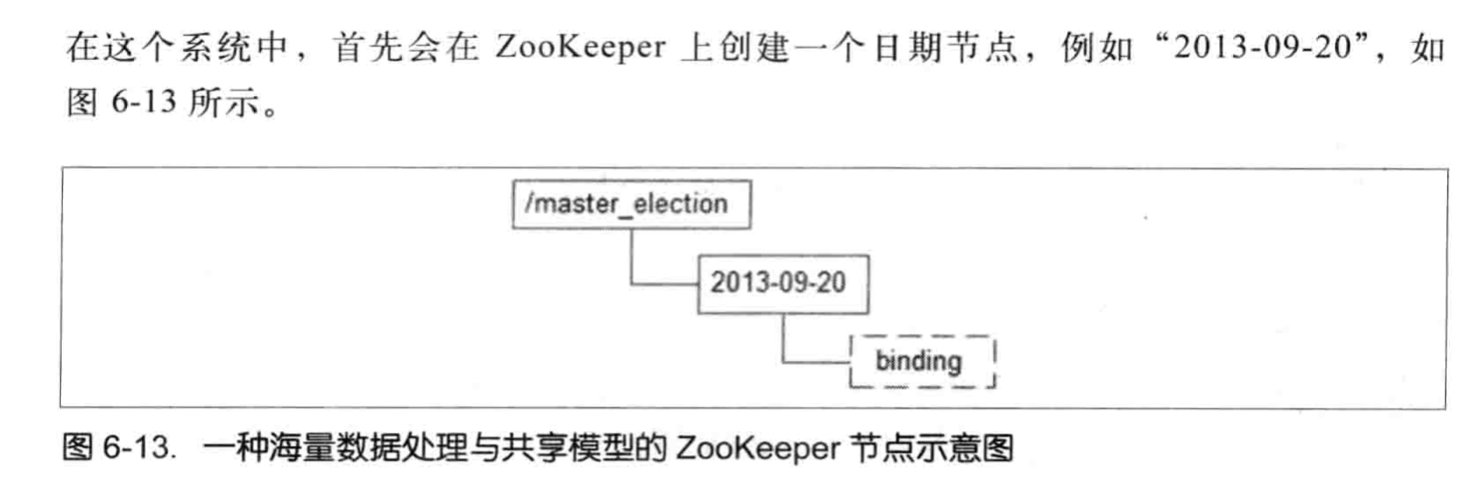 在这个系统中，首先会在 ZooKeeper 上创建一个日期节点，例如“2013-09-20”，如
图 6-13 所示。
/master_election
2013-09-20
binding
图 6-13. 一种海量数据处理与共享模型的 ZooKeeper 节点示意图